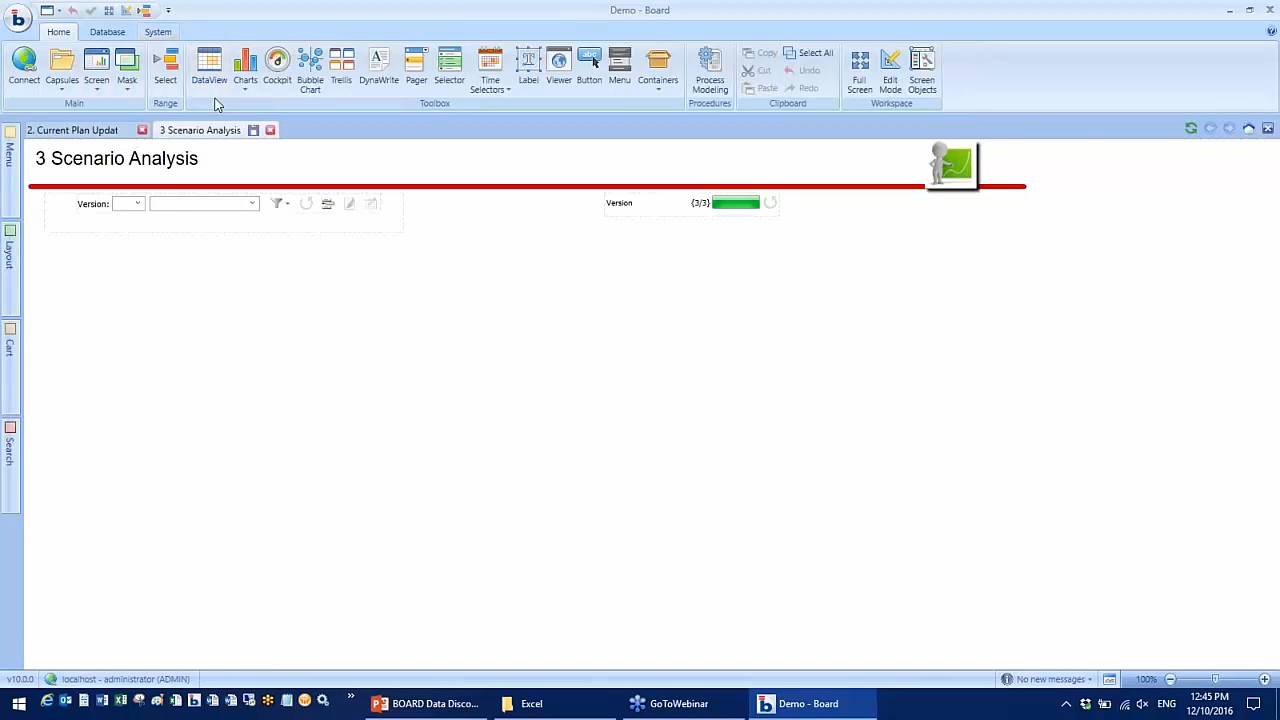 Demo - Board
Home Database System
Connect Capsules Screen Mask Select DataView Charts Cockpit Bubble Chart Trellis DynaWrite Pager Selector Time Selectors Label Viewer abc Button Menu Containers Process Modeling Copy Select All Cut Undo Paste Redo Full Screen Edit Mode Screen Objects
Main Range Toolbox Procedures Clipboard Workspace
2. Current Plan Updat 3 Scenario Analysis
Menu
Layout
Cart
Search
3 Scenario Analysis
Version: Version {3/3}
v10.0.0 localhost - administrator (ADMIN) No new messages 100%
BOARD Data Disco... Excel GoToWebinar Demo - Board ENG 12:45 PM
12/10/2016